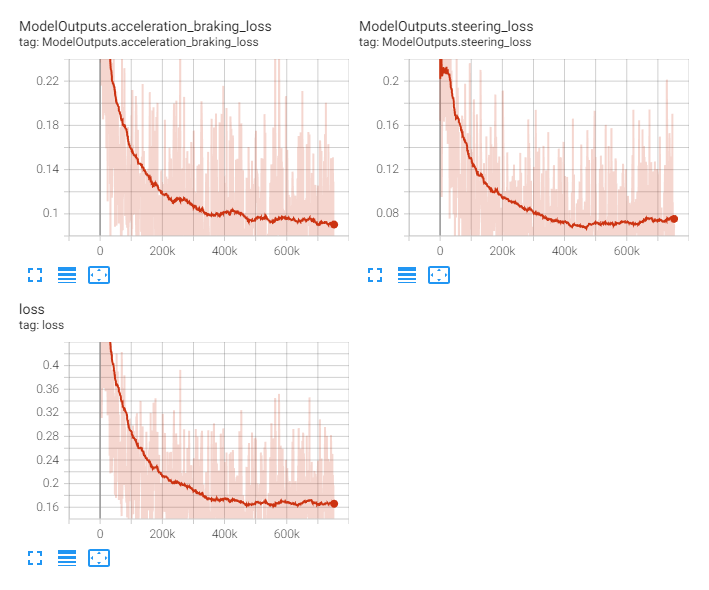 ModelOutputs.acceleration_braking_loss
tag: ModelOutputs.acceleration_braking_loss
0.22
0.18
0.14
0.1
0 200k 400k 600k
ModelOutputs.steering_loss
tag: ModelOutputs.steering_loss
0.2
0.16
0.12
0.08
0 200k 400k 600k
loss
tag: loss
0.4
0.36
0.32
0.28
0.24
0.2
0.16
0 200k 400k 600k